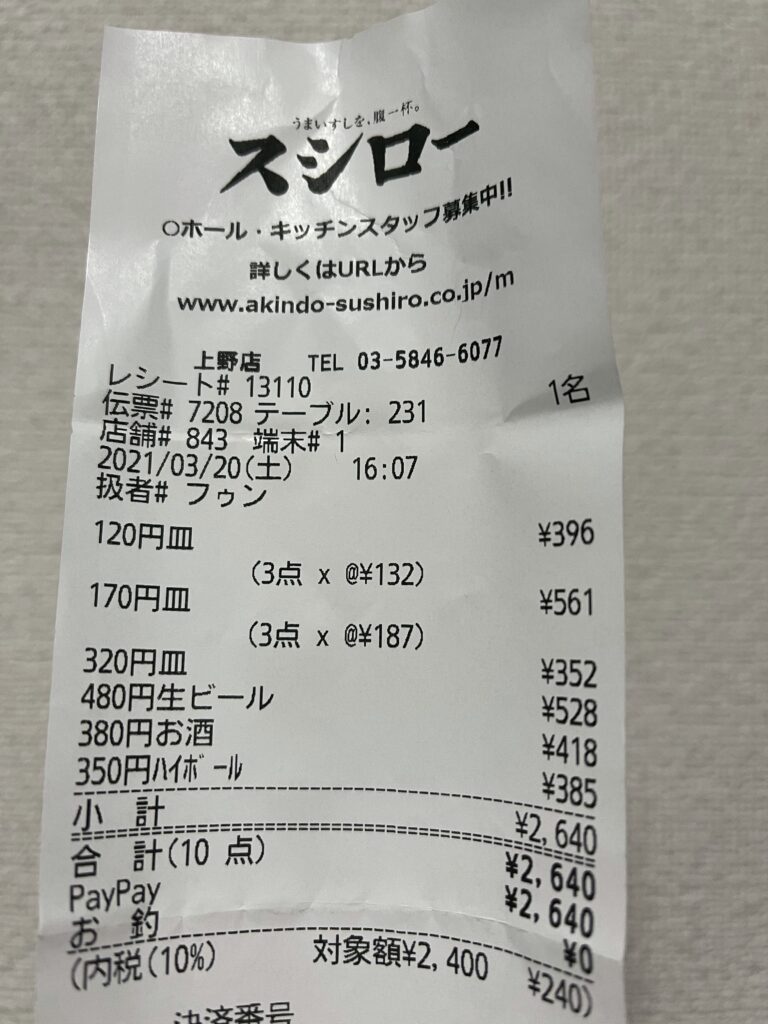 うまいすしを、腹一杯。
スシロー
○ホール・キッチンスタッフ募集中!!
詳しくはURLから
www.akindo-sushiro.co.jp/m
上野店 TEL 03-5846-6077
レシート# 13110 1名
伝票# 7208 テーブル: 231
店舗# 843 端末# 1
2021/03/20(土) 16:07
扱者# フゥン
120円皿 ¥396
(3点 x @¥132)
170円皿 ¥561
(3点 x @¥187)
320円皿 ¥352
480円生ビール ¥528
380円お酒 ¥418
350円ﾊｲﾎﾞｰﾙ ¥385
小 計 ¥2,640
合 計(10 点) ¥2,640
PayPay ¥2,640
お 釣 ¥0
(内税(10%) 対象額¥2,400 ¥240)
決済番号